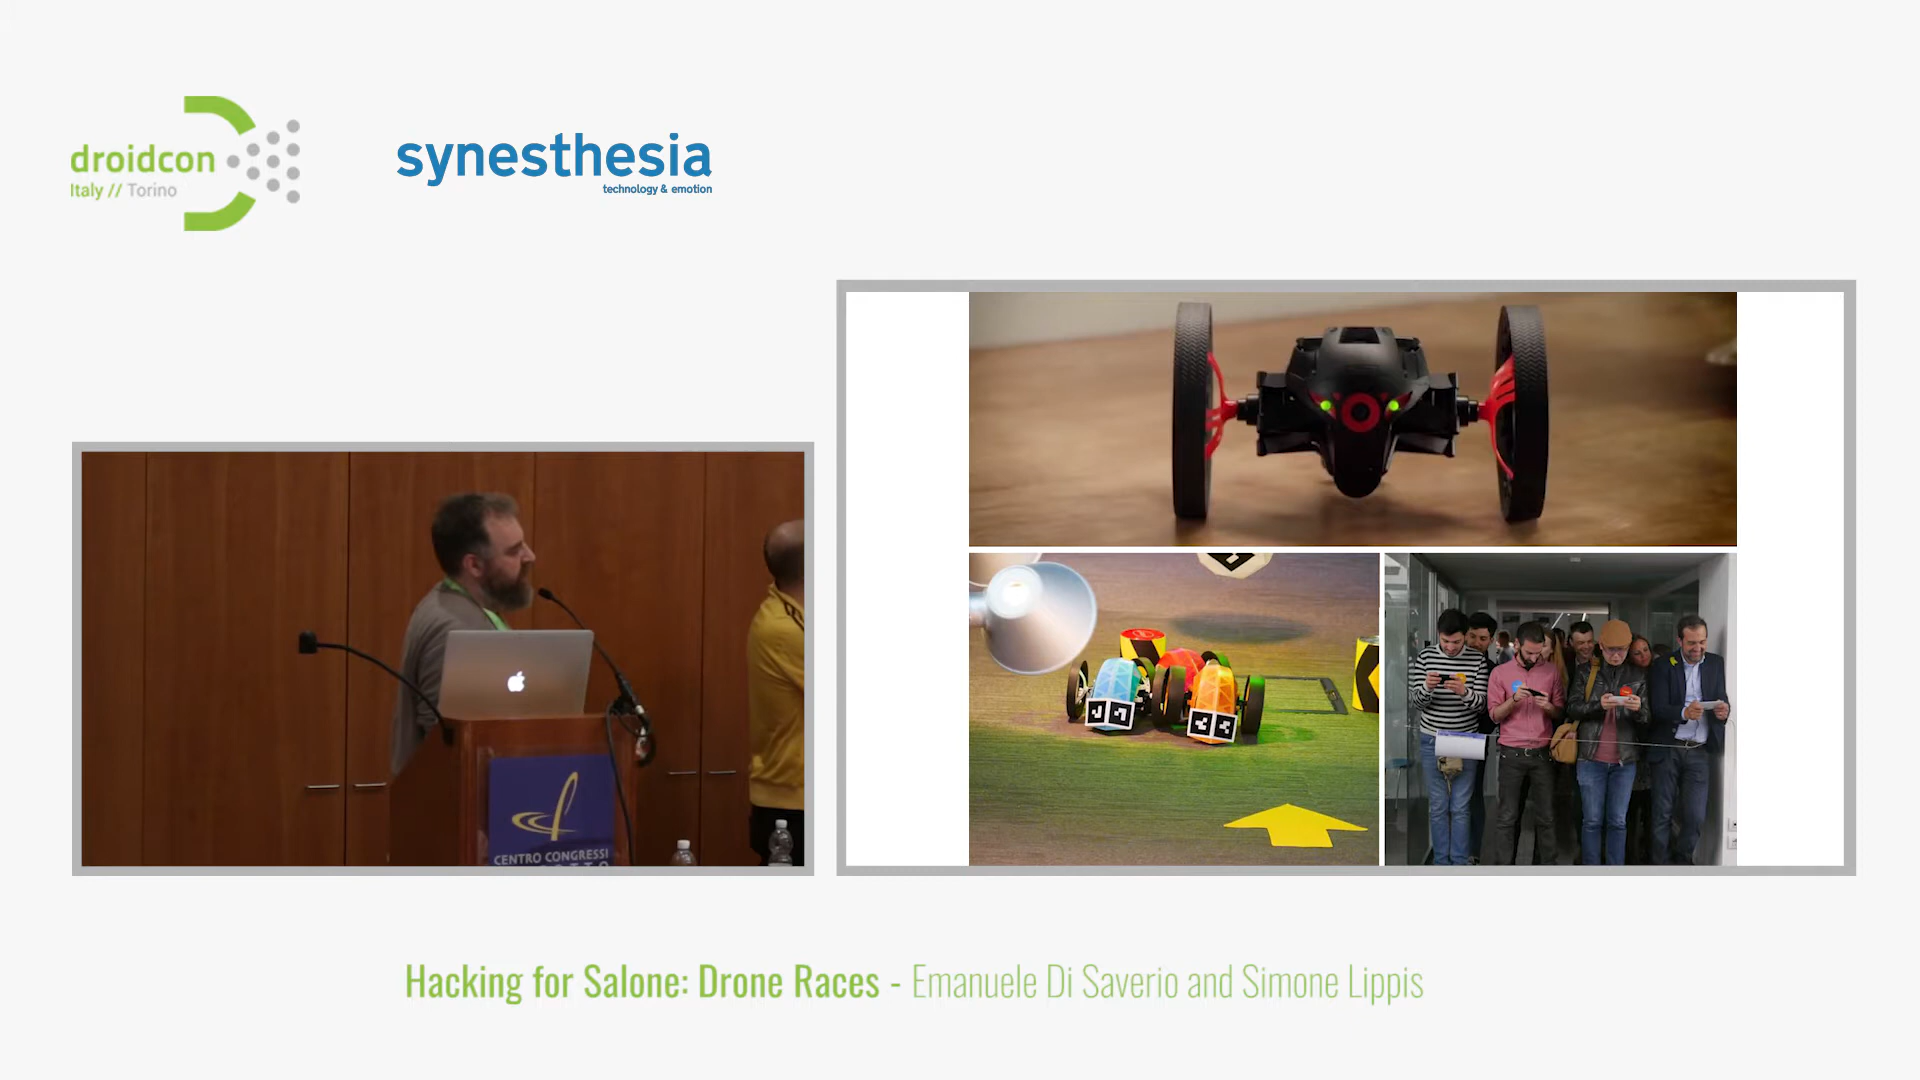 droidcon
Italy // Torino
synesthesia
technology & emotion
CENTRO CONGRESSI
Hacking for Salone: Drone Races - Emanuele Di Saverio and Simone Lippis